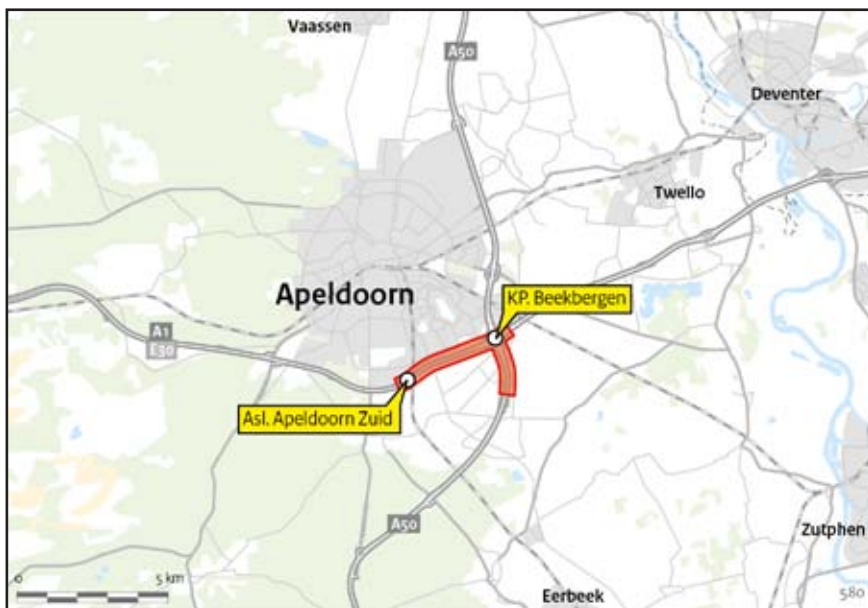 Vaassen
A50
Deventer
Twello
Apeldoorn
KP. Beekbergen
A1
E30
Asl. Apeldoorn Zuid
A50
Zutphen
0
5 km
Eerbeek
580